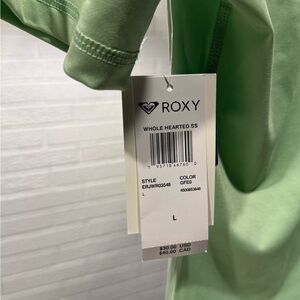 ROXY
WHOLE HEARTED SS
STYLE COLOR
ERJWR03548 GFE0
L
L
$30.00 USD
$40.00 CAD